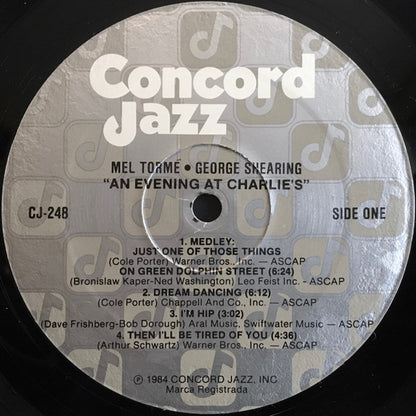 Concord
Jazz
MEL TORMÉ • GEORGE SHEARING
"AN EVENING AT CHARLIE'S"
CJ-248
SIDE ONE
1. MEDLEY:
JUST ONE OF THOSE THINGS
(Cole Porter) Warner Bros., Inc. — ASCAP
ON GREEN DOLPHIN STREET (6:24)
(Bronislaw Kaper-Ned Washington) Leo Feist Inc. - ASCAP
2. DREAM DANCING (6:12)
(Cole Porter) Chappell And Co., Inc. — ASCAP
3. I'M HIP (3:02)
(Dave Frishberg-Bob Dorough) Aral Music, Swiftwater Music — ASCAP
4. THEN I'LL BE TIRED OF YOU (4:36)
(Arthur Schwartz) Warner Bros., Inc. — ASCAP
℗ 1984 CONCORD JAZZ, INC
Marca Registrada